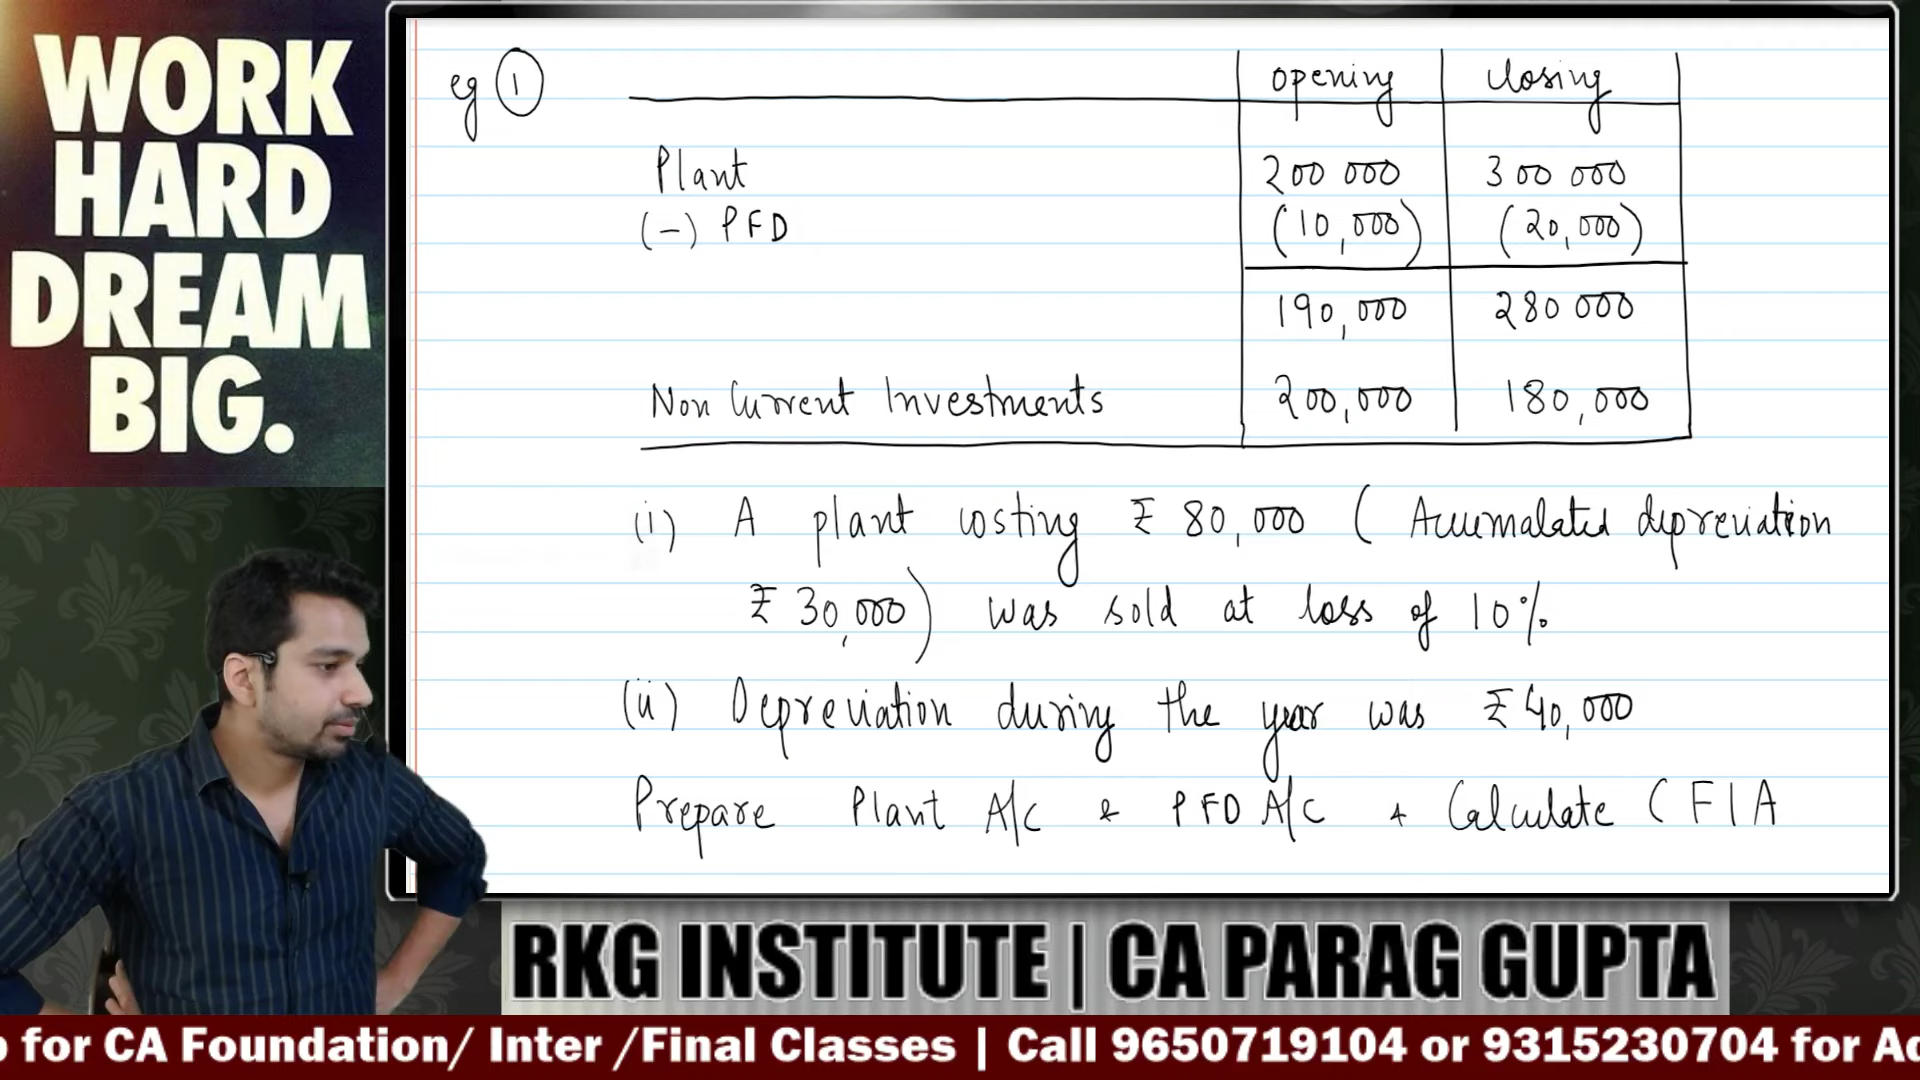 WORK
HARD
DREAM
BIG.
eg 1
opening closing
Plant 200 000 300 000
(-) PFD (10,000) (20,000)
190,000 280 000
Non Current Investments 200,000 180,000
(i) A plant costing ₹ 80,000 ( Accumalated depreciation
₹ 30,000) was sold at loss of 10%
(ii) Depreciation during the year was ₹ 40,000
Prepare Plant A/c & PFD A/c & Calculate CFIA
RKG INSTITUTE | CA PARAG GUPTA
for CA Foundation/ Inter /Final Classes | Call 9650719104 or 9315230704 for